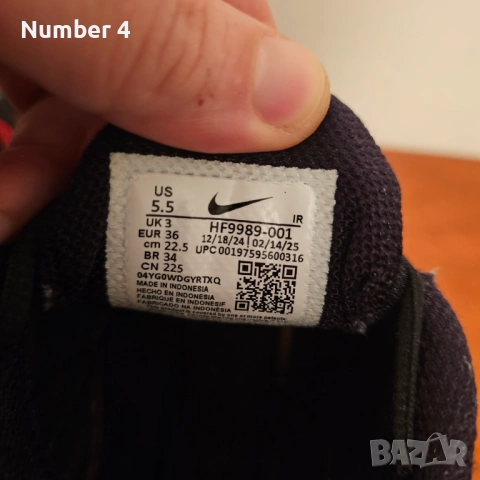 Number 4
US
5.5
UK 3
EUR 36
cm 22.5
BR 34
CN 225
IR
HF9989-001
12/18/24 02/14/25
UPC 00197595600316
04YG0WDGYRTXQ
MADE IN INDONESIA
HECHO EN INDONESIA
FABRIQUE EN INDONESIE
FABRICADO NA INDONESIA
BAZAR
bg